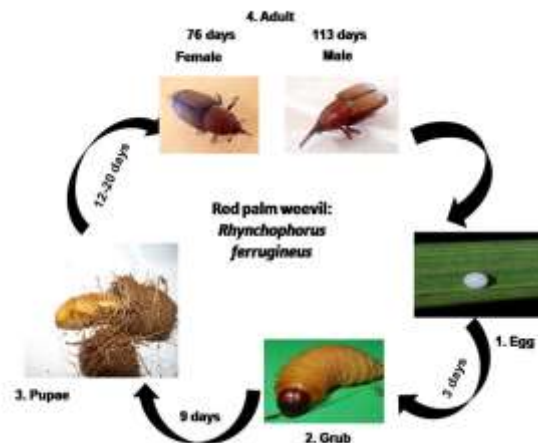 4. Adult
76 days
Female
113 days
Male
12-20 days
Red palm weevil:
Rhynchophorus
ferrugineus
1. Egg
3 days
3. Pupae
9 days
2. Grub